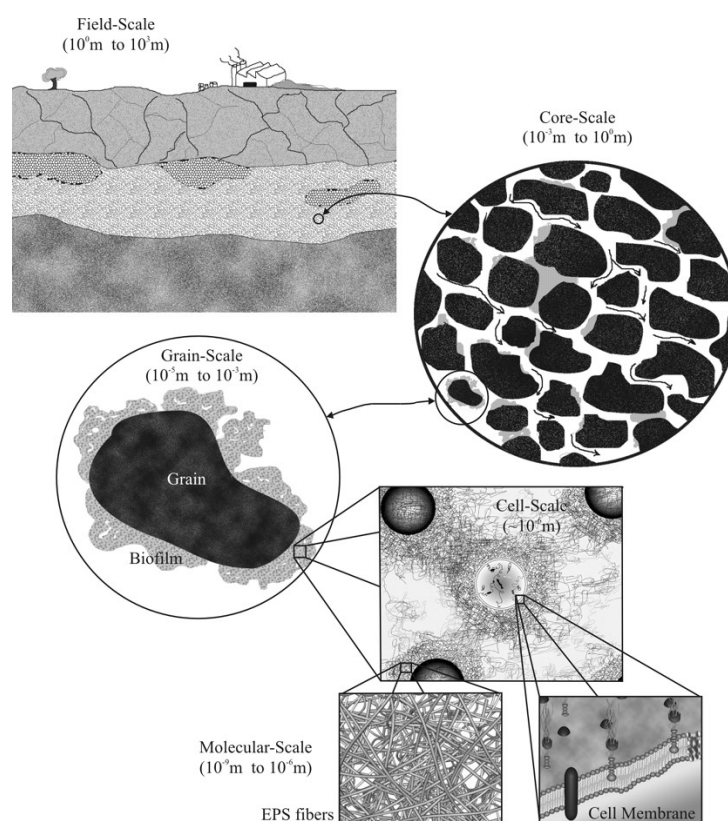 Field-Scale
(10⁰m to 10³m)
Core-Scale
(10⁻³m to 10⁰m)
Grain-Scale
(10⁻⁵m to 10⁻³m)
Grain
Biofilm
Cell-Scale
(~10⁻⁶m)
Molecular-Scale
(10⁻⁹m to 10⁻⁶m)
EPS fibers
Cell Membrane